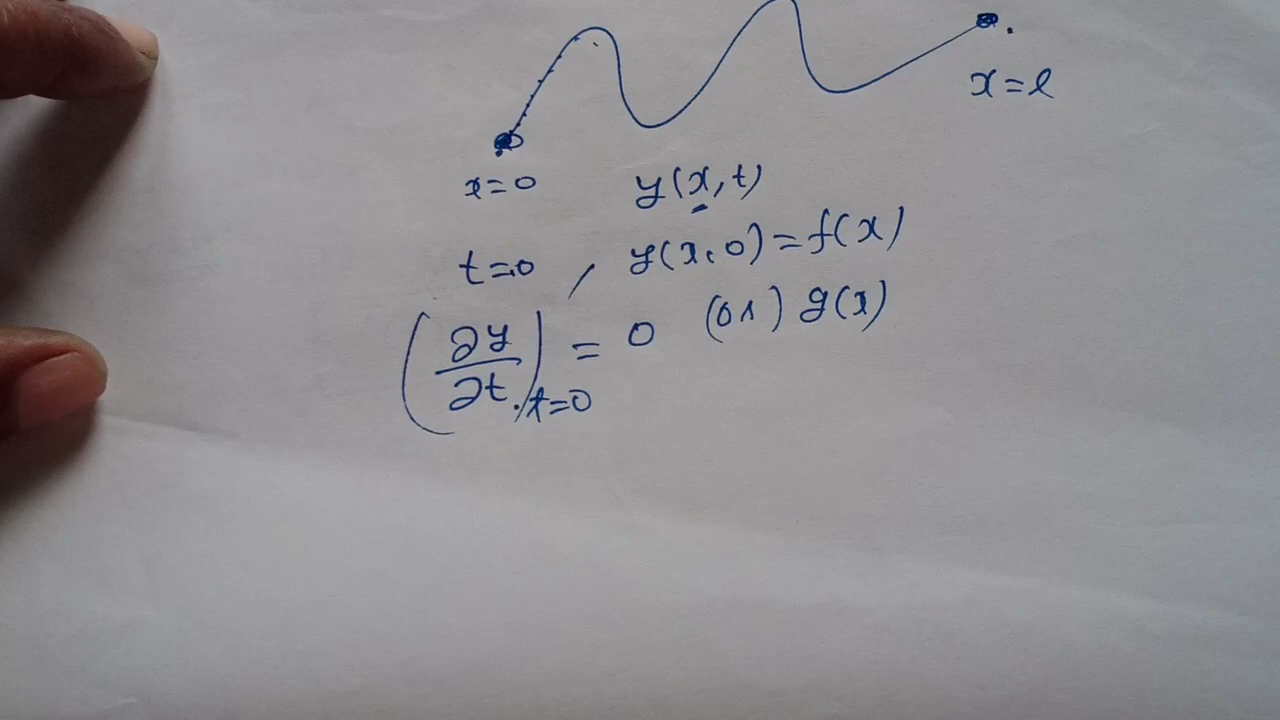 x=l
x=0 y(x,t)
t=0 , y(x,0)=f(x)
(∂y/∂t)t=0 = 0 (or) g(x)